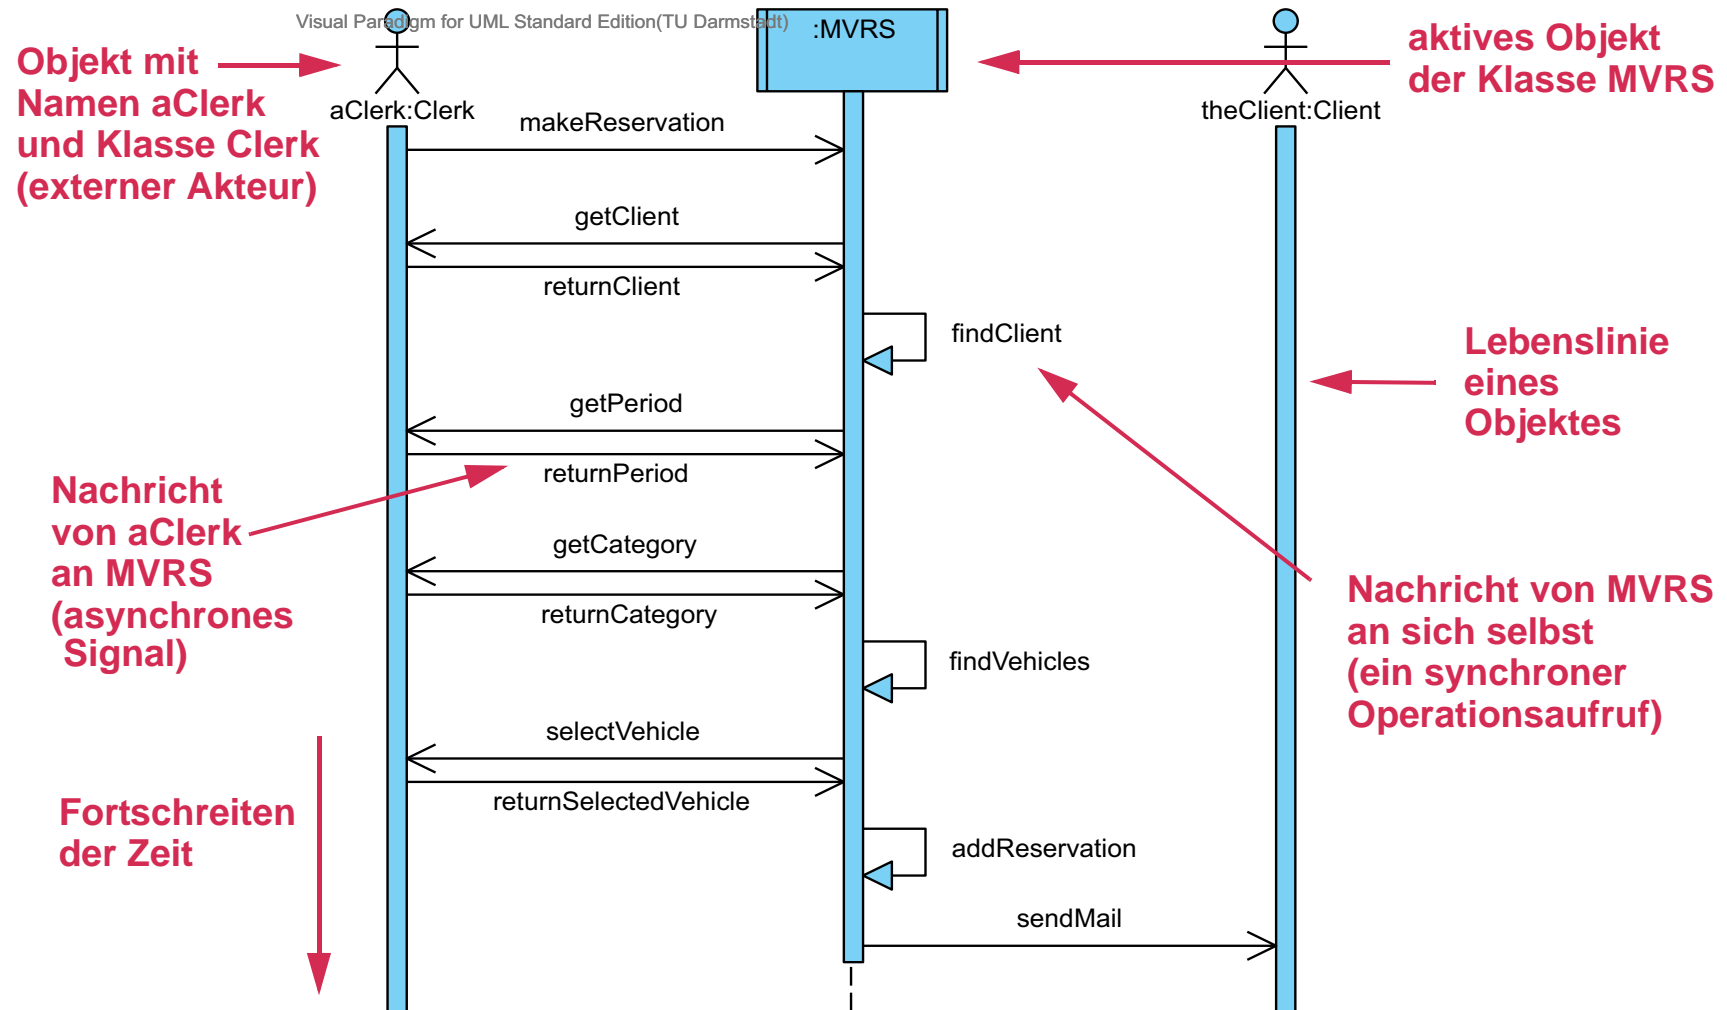 Visual Paradigm for UML Standard Edition(TU Darmstadt)
:MVRS
aktives Objekt
der Klasse MVRS
Objekt mit
Namen aClerk
und Klasse Clerk
(externer Akteur)
aClerk:Clerk
theClient:Client
makeReservation
getClient
returnClient
findClient
Lebenslinie
eines
Objektes
getPeriod
returnPeriod
Nachricht
von aClerk
an MVRS
(asynchrones
Signal)
getCategory
returnCategory
Nachricht von MVRS
an sich selbst
(ein synchroner
Operationsaufruf)
findVehicles
selectVehicle
returnSelectedVehicle
Fortschreiten
der Zeit
addReservation
sendMail